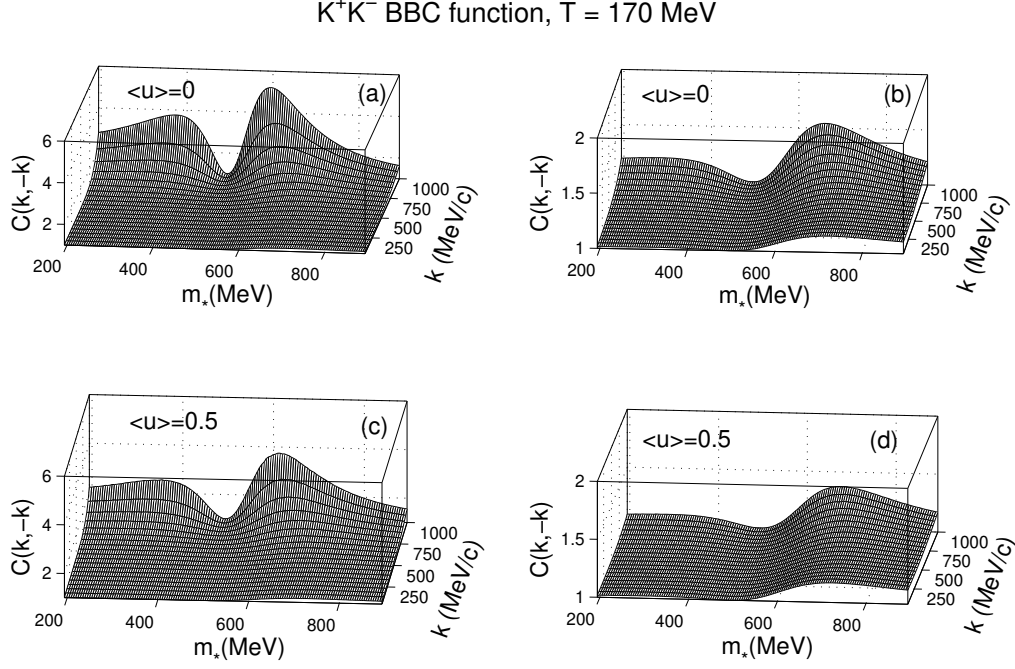 K⁺K⁻ BBC function, T = 170 MeV
<u>=0
(a)
6
4
2
C(k,−k)
200
400
600
800
m*(MeV)
1000
750
500
250
k (MeV/c)
<u>=0
(b)
2
1.5
1
C(k,−k)
200
400
600
800
m*(MeV)
1000
750
500
250
k (MeV/c)
<u>=0.5
(c)
6
4
2
C(k,−k)
200
400
600
800
m*(MeV)
1000
750
500
250
k (MeV/c)
<u>=0.5
(d)
2
1.5
1
C(k,−k)
200
400
600
800
m*(MeV)
1000
750
500
250
k (MeV/c)